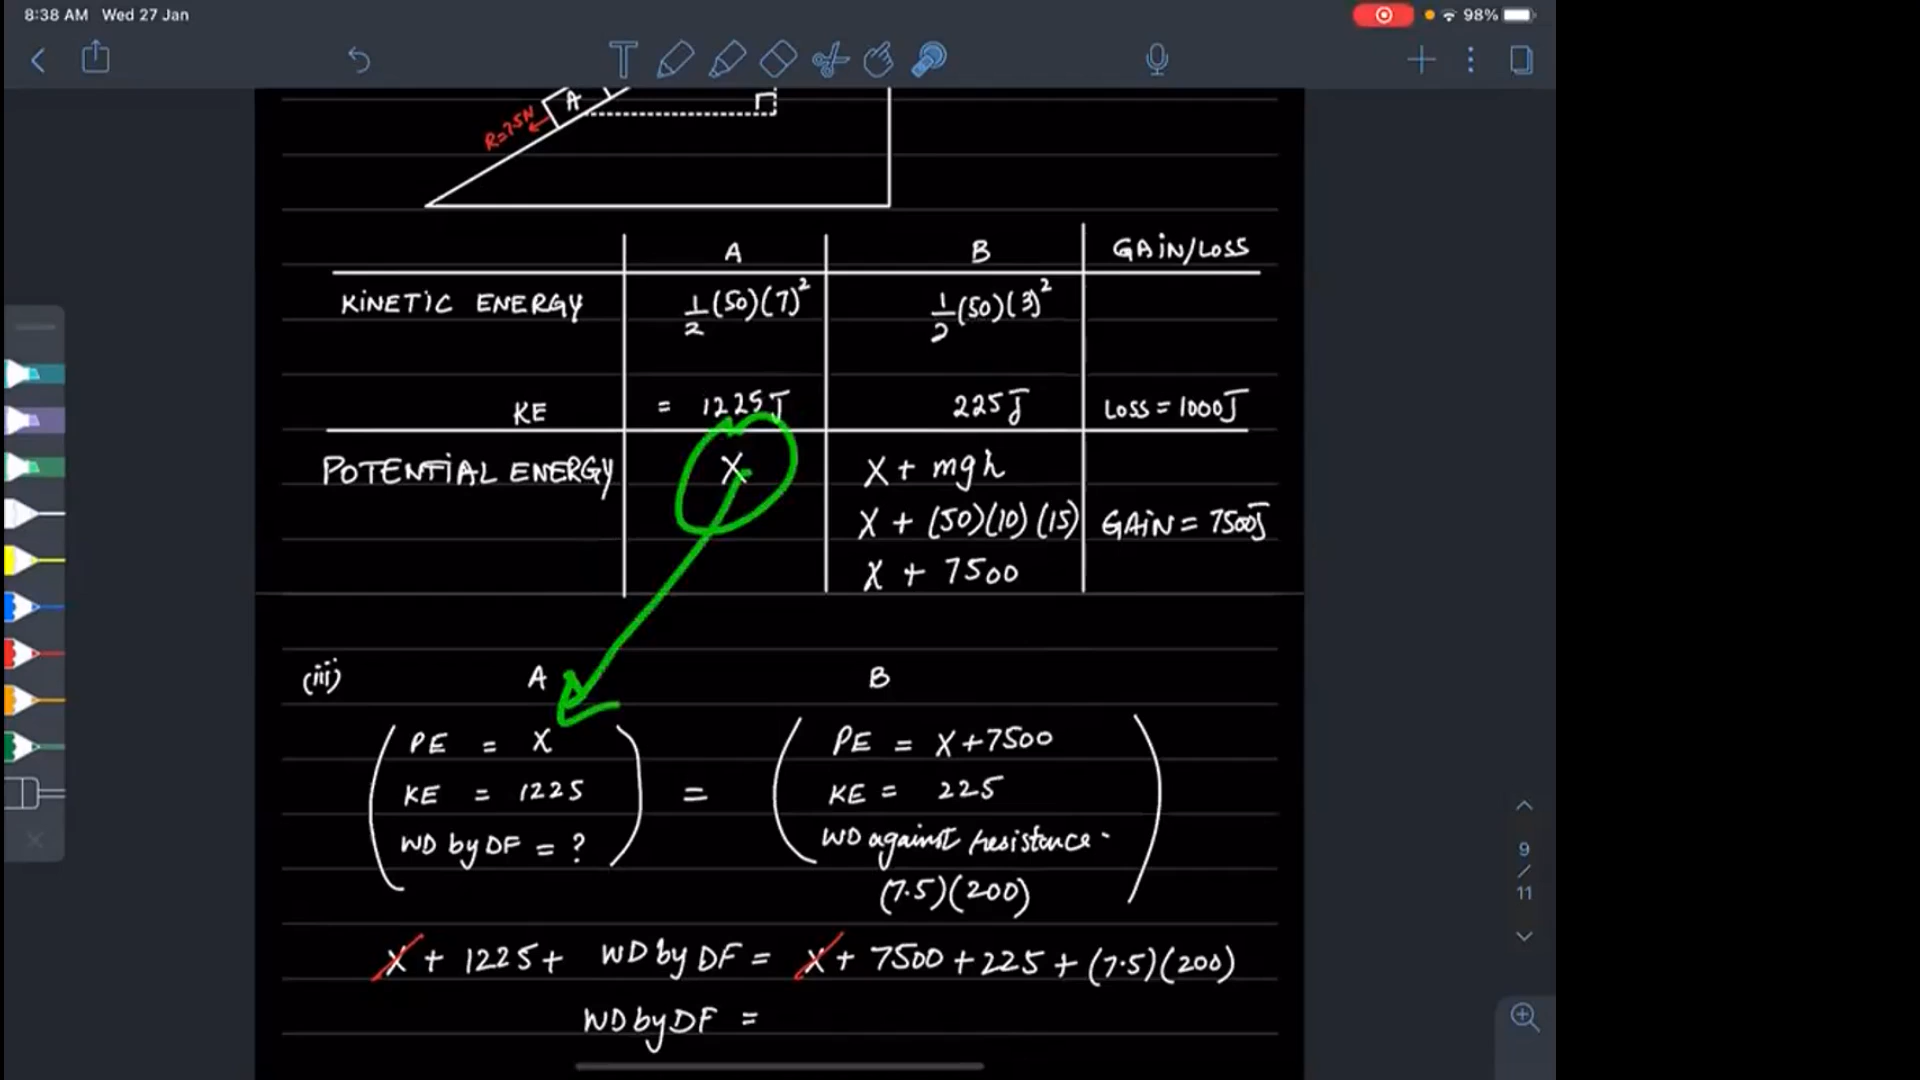 8:38 AM Wed 27 Jan
98%
A
R=7.5N
A B GAIN/LOSS
KINETIC ENERGY 1/2 (50)(7)² 1/2 (50)(3)²
KE = 1225J 225J LOSS = 1000J
POTENTIAL ENERGY X X + mgh
X + (50)(10)(15) GAIN = 7500J
X + 7500
(iii) A B
PE = X PE = X+7500
KE = 1225 = KE = 225
WD by DF = ? WD against resistance -
(7.5)(200)
X + 1225 + WD by DF = X + 7500 + 225 + (7.5)(200)
WD by DF =
9
/
11